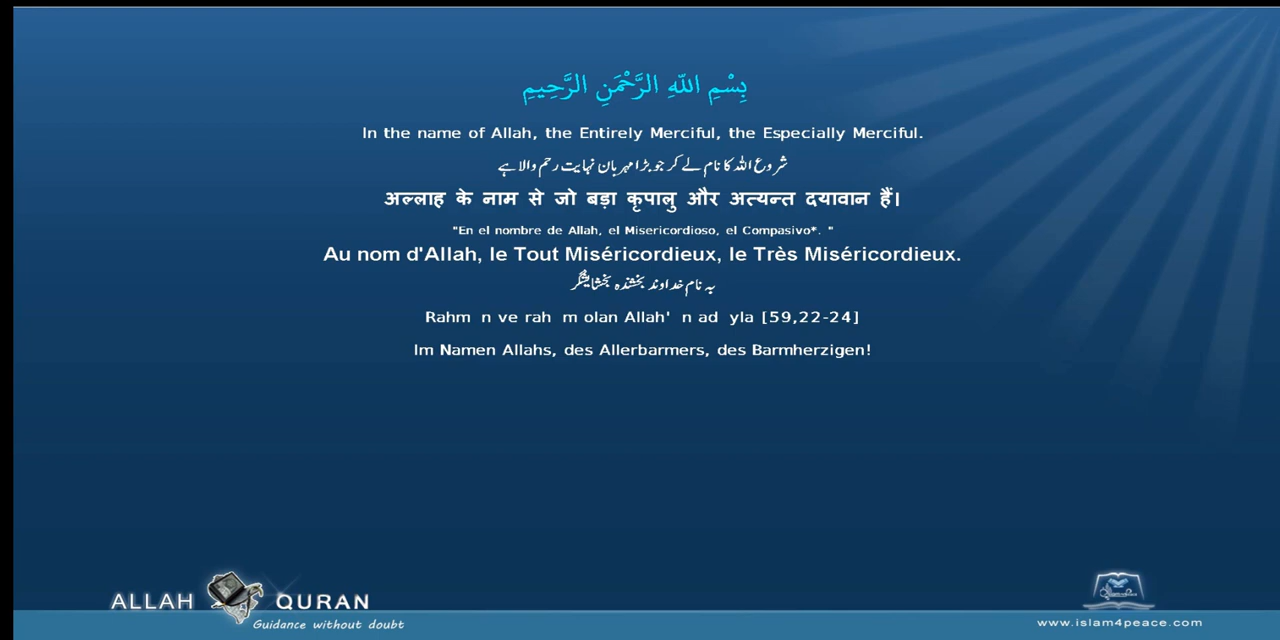 بِسْمِ اللّهِ الرَّحْمَنِ الرَّحِيمِ
In the name of Allah, the Entirely Merciful, the Especially Merciful.
شروع اللہ کا نام لے کر جو بڑا مہربان نہایت رحم والا ہے
अल्लाह के नाम से जो बड़ा कृपालु और अत्यन्त दयावान हैं।
"En el nombre de Allah, el Misericordioso, el Compasivo*. "
Au nom d'Allah, le Tout Miséricordieux, le Très Miséricordieux.
به نام خداوند بخشنده بخشایشگر
Rahm n ve rah m olan Allah' n ad yla [59,22-24]
Im Namen Allahs, des Allerbarmers, des Barmherzigen!
ALLAH QURAN
Guidance without doubt
www.islam4peace.com